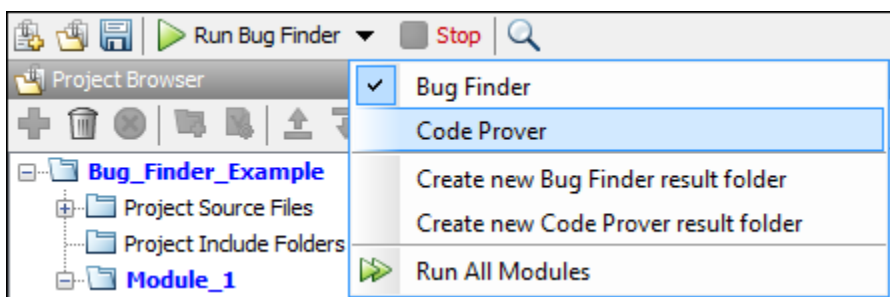 Run Bug Finder Stop
Project Browser
Bug Finder
Code Prover
Bug_Finder_Example
Create new Bug Finder result folder
Project Source Files
Create new Code Prover result folder
Project Include Folders
Module_1
Run All Modules